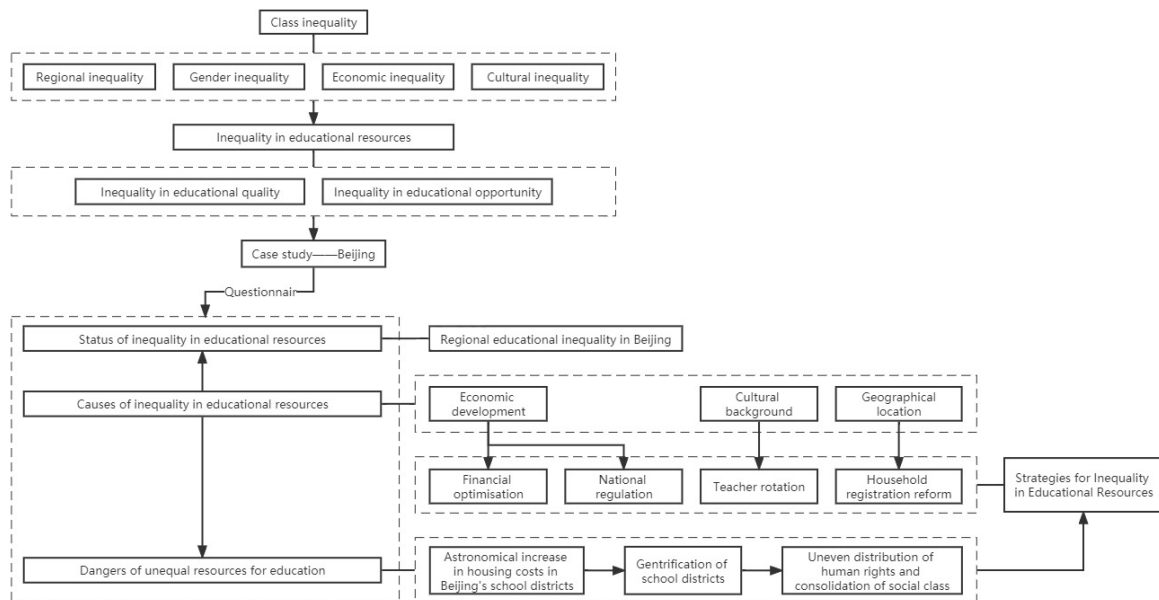 Class inequality
Regional inequality
Gender inequality
Economic inequality
Cultural inequality
Inequality in educational resources
Inequality in educational quality
Inequality in educational opportunity
Case study——Beijing
Questionnair
Status of inequality in educational resources
Regional educational inequality in Beijing
Causes of inequality in educational resources
Economic
development
Cultural
background
Geographical
location
Financial
optimisation
National
regulation
Teacher rotation
Household
registration reform
Strategies for Inequality
in Educational Resources
Dangers of unequal resources for education
Astronomical increase
in housing costs in
Beijing's school districts
Gentrification of
school districts
Uneven distribution of
human rights and
consolidation of social class